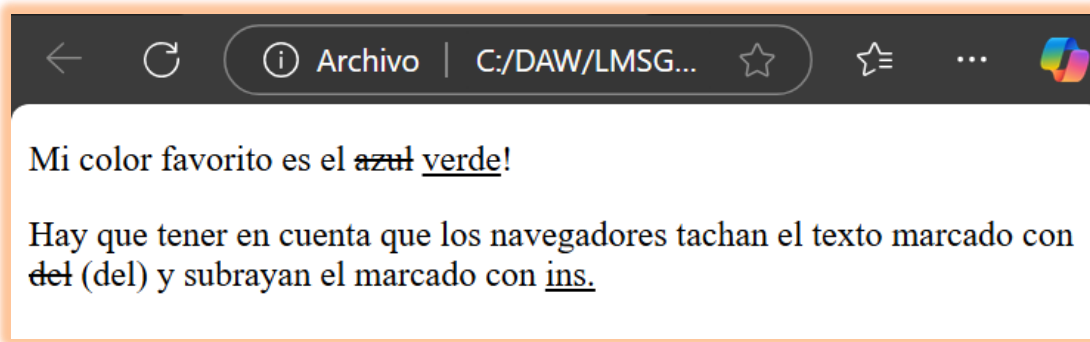 Archivo | C:/DAW/LMSG...
Mi color favorito es el azul verde!
Hay que tener en cuenta que los navegadores tachan el texto marcado con
del (del) y subrayan el marcado con ins.